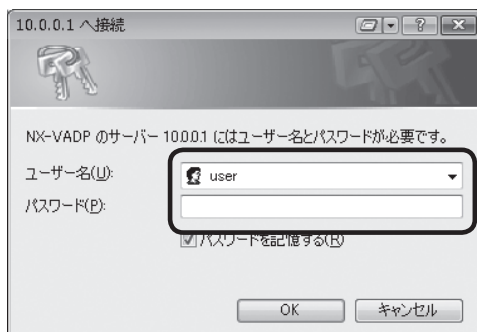 10.0.0.1 へ接続
NX-VADP のサーバー 10.0.0.1 にはユーザー名とパスワードが必要です。
ユーザー名(U):
user
パスワード(P):
パスワードを記憶する(R)
OK
キャンセル